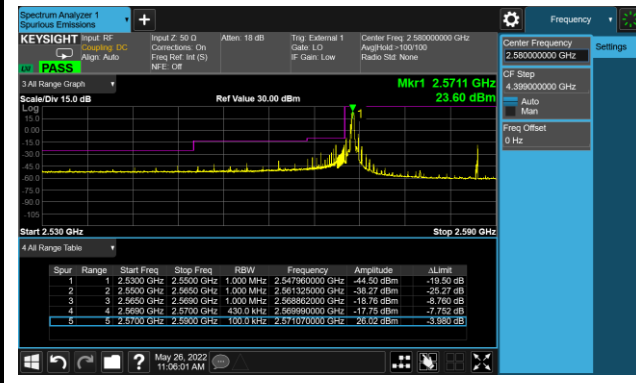 Spectrum Analyzer 1
Spurious Emissions
Frequency
KEYSIGHT
Input: RF
Coupling: DC
Align: Auto
Input Z: 50 Ω
Corrections: On
Freq Ref: Int (S)
NFE: Off
Atten: 18 dB
Trig: External 1
Gate: LO
IF Gain: Low
Center Freq: 2.580000000 GHz
Avg|Hold >100/100
Radio Std: None
PASS
Center Frequency
2.580000000 GHz
Settings
CF Step
4.399000000 GHz
Auto
Man
Freq Offset
0 Hz
3 All Range Graph
Mkr1 2.5711 GHz
Scale/Div 15.0 dB
Ref Value 30.00 dBm
23.60 dBm
Log
1
15.0
0.00
-15.0
-30.0
-45.0
-60.0
-75.0
-90.0
-105
Start 2.530 GHz
Stop 2.590 GHz
4 All Range Table
Spur Range Start Freq Stop Freq RBW Frequency Amplitude ΔLimit
1 1 2.5300 GHz 2.5500 GHz 1.000 MHz 2.547960000 GHz -44.50 dBm -19.50 dB
2 2 2.5500 GHz 2.5650 GHz 1.000 MHz 2.561325000 GHz -38.27 dBm -25.27 dB
3 3 2.5650 GHz 2.5690 GHz 1.000 MHz 2.568862000 GHz -18.76 dBm -8.760 dB
4 4 2.5690 GHz 2.5700 GHz 430.0 kHz 2.569990000 GHz -17.75 dBm -7.752 dB
5 5 2.5700 GHz 2.5900 GHz 100.0 kHz 2.571070000 GHz 26.02 dBm -3.980 dB
May 26, 2022
11:06:01 AM